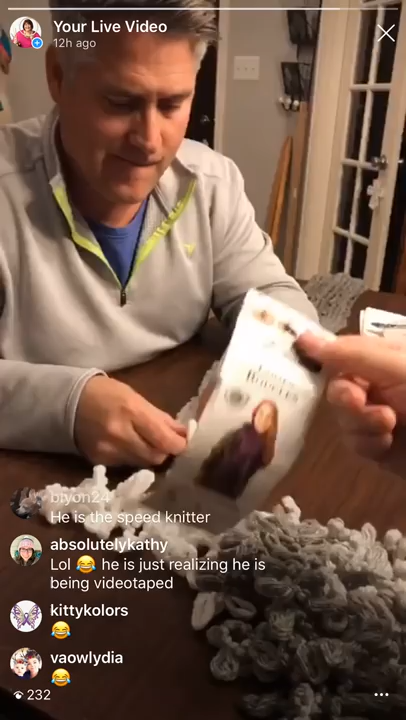 Your Live Video
12h ago
biyon24
He is the speed knitter
absolutelykathy
Lol 😂 he is just realizing he is
being videotaped
kittykolors
😂
vaowlydia
😂
232